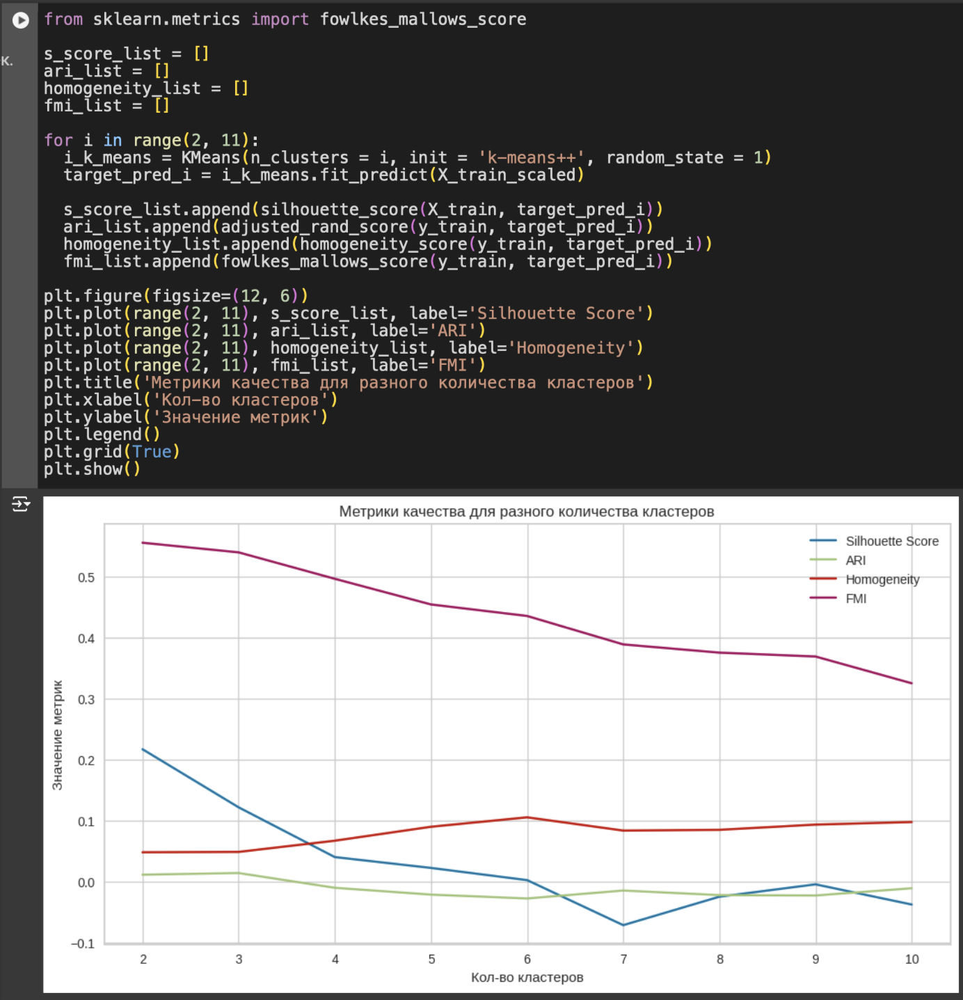 from sklearn.metrics import fowlkes_mallows_score
s_score_list = []
к.
ari_list = []
homogeneity_list = []
fmi_list = []
for i in range(2, 11):
i_k_means = KMeans(n_clusters = i, init = 'k-means++', random_state = 1)
target_pred_i = i_k_means.fit_predict(X_train_scaled)
s_score_list.append(silhouette_score(X_train, target_pred_i))
ari_list.append(adjusted_rand_score(y_train, target_pred_i))
homogeneity_list.append(homogeneity_score(y_train, target_pred_i))
fmi_list.append(fowlkes_mallows_score(y_train, target_pred_i))
plt.figure(figsize=(12, 6))
plt.plot(range(2, 11), s_score_list, label='Silhouette Score')
plt.plot(range(2, 11), ari_list, label='ARI')
plt.plot(range(2, 11), homogeneity_list, label='Homogeneity')
plt.plot(range(2, 11), fmi_list, label='FMI')
plt.title('Метрики качества для разного количества кластеров')
plt.xlabel('Кол-во кластеров')
plt.ylabel('Значение метрик')
plt.legend()
plt.grid(True)
plt.show()
Метрики качества для разного количества кластеров
Silhouette Score
ARI
Homogeneity
FMI
Значение метрик
0.5
0.4
0.3
0.2
0.1
0.0
−0.1
2 3 4 5 6 7 8 9 10
Кол-во кластеров